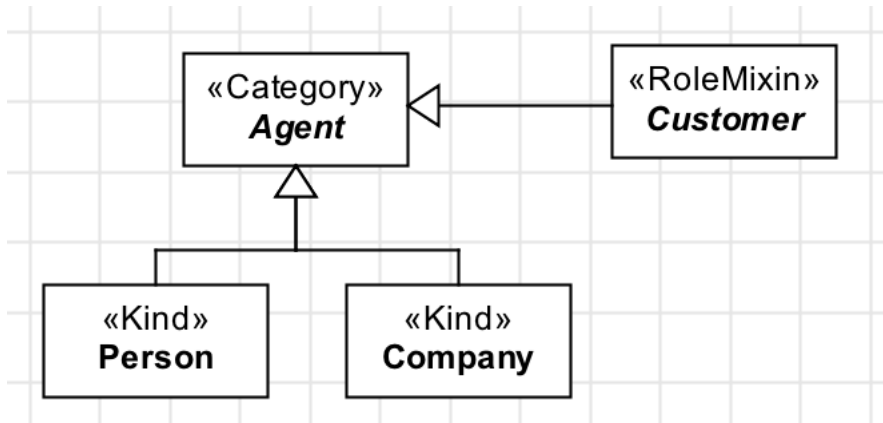 «Category»
Agent
«RoleMixin»
Customer
«Kind»
Person
«Kind»
Company